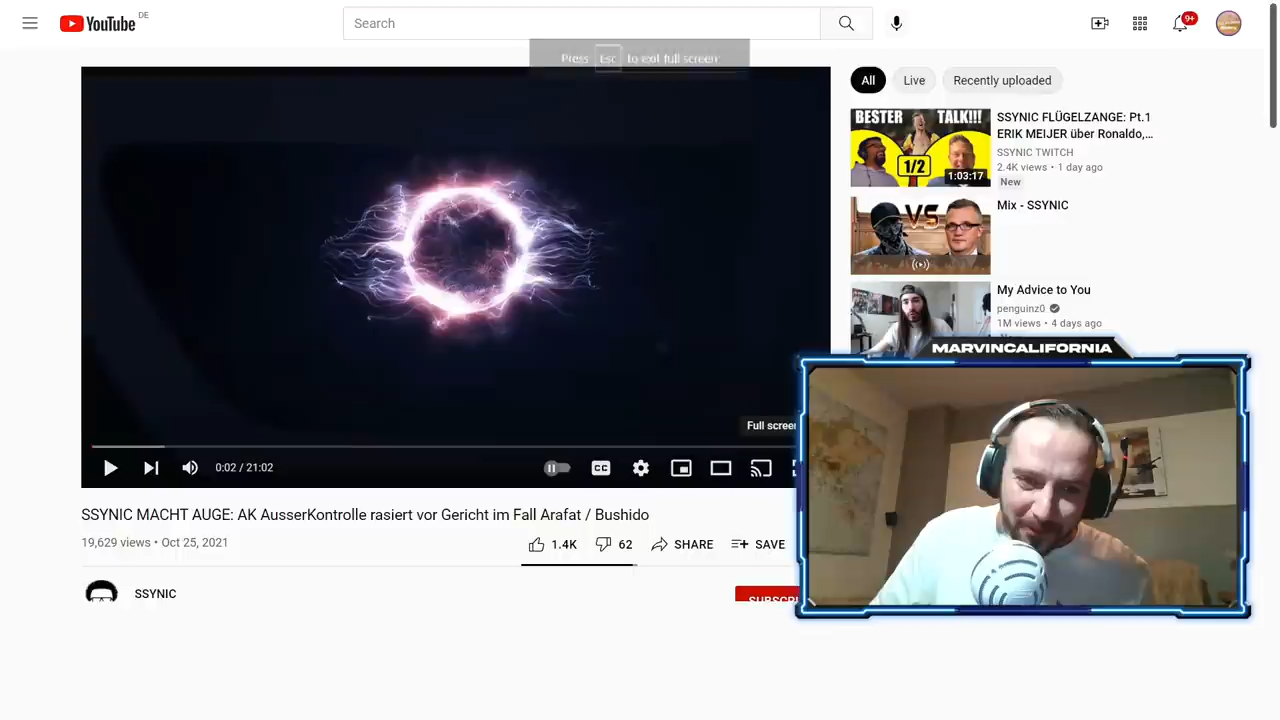 YouTube DE
Search
9+
Press Esc to exit full screen
Full screen
0:02 / 21:02
CC
SSYNIC MACHT AUGE: AK AusserKontrolle rasiert vor Gericht im Fall Arafat / Bushido
19,629 views • Oct 25, 2021
1.4K
62
SHARE
SAVE
SSYNIC
SUBSCRI
All
Live
Recently uploaded
BESTER TALK!!!
1/2
1:03:17
SSYNIC FLÜGELZANGE: Pt.1
ERIK MEIJER über Ronaldo,...
SSYNIC TWITCH
2.4K views • 1 day ago
New
VS
Mix - SSYNIC
My Advice to You
penguinz0
1M views • 4 days ago
MARVINCALIFORNIA